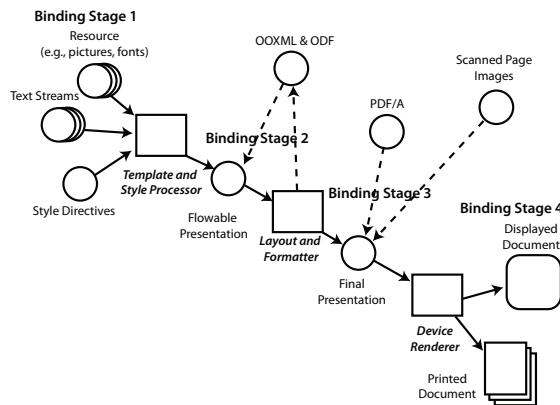 Binding Stage 1
Resource
(e.g., pictures, fonts)
Text Streams
Style Directives
Template and
Style Processor
OOXML & ODF
Binding Stage 2
Flowable
Presentation
Layout and
Formatter
PDF/A
Scanned Page
Images
Binding Stage 3
Final
Presentation
Binding Stage 4
Displayed
Document
Device
Renderer
Printed
Document